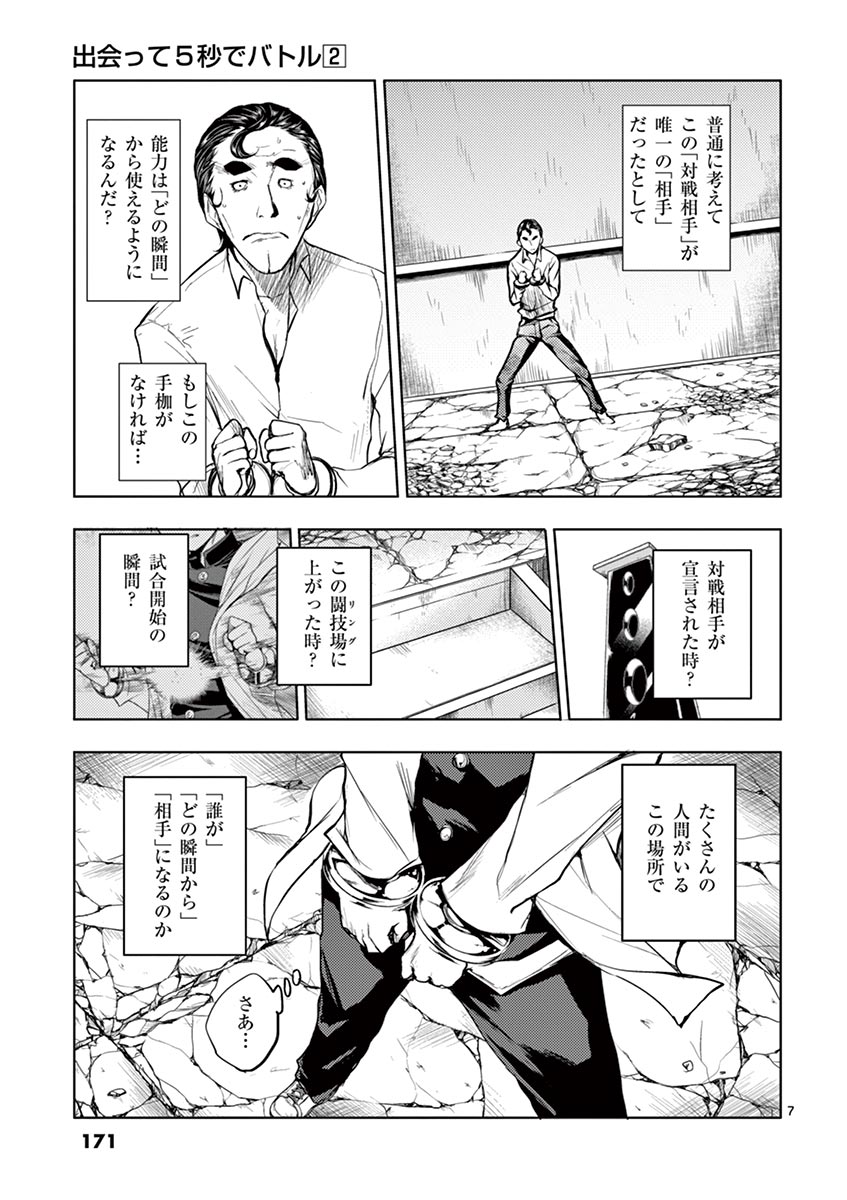 出会って5秒でバトル2
普通に考えて
この「対戦相手」が
唯一の「相手」
だったとして
能力は「どの瞬間」
から使えるように
なるんだ?
もしこの
手枷が
なければ…
対戦相手が
宣言された時?
この闘技場に
リング
上がった時?
試合開始の
瞬間?
たくさんの
人間がいる
この場所で
「誰が」
「どの瞬間から」
「相手」になるのか
さあ…
7
171